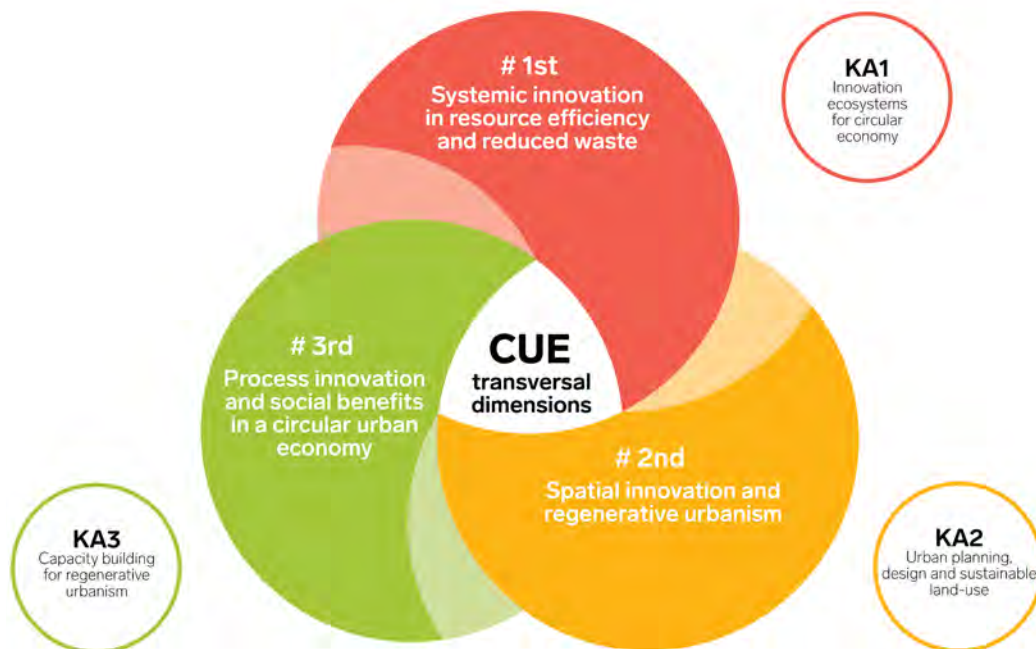 # 1st
Systemic innovation
in resource efficiency
and reduced waste
KA1
Innovation
ecosystems
for circular
economy
CUE
transversal
dimensions
# 3rd
Process innovation
and social benefits
in a circular urban
economy
# 2nd
Spatial innovation and
regenerative urbanism
KA3
Capacity building
for regenerative
urbanism
KA2
Urban planning,
design and sustainable
land-use